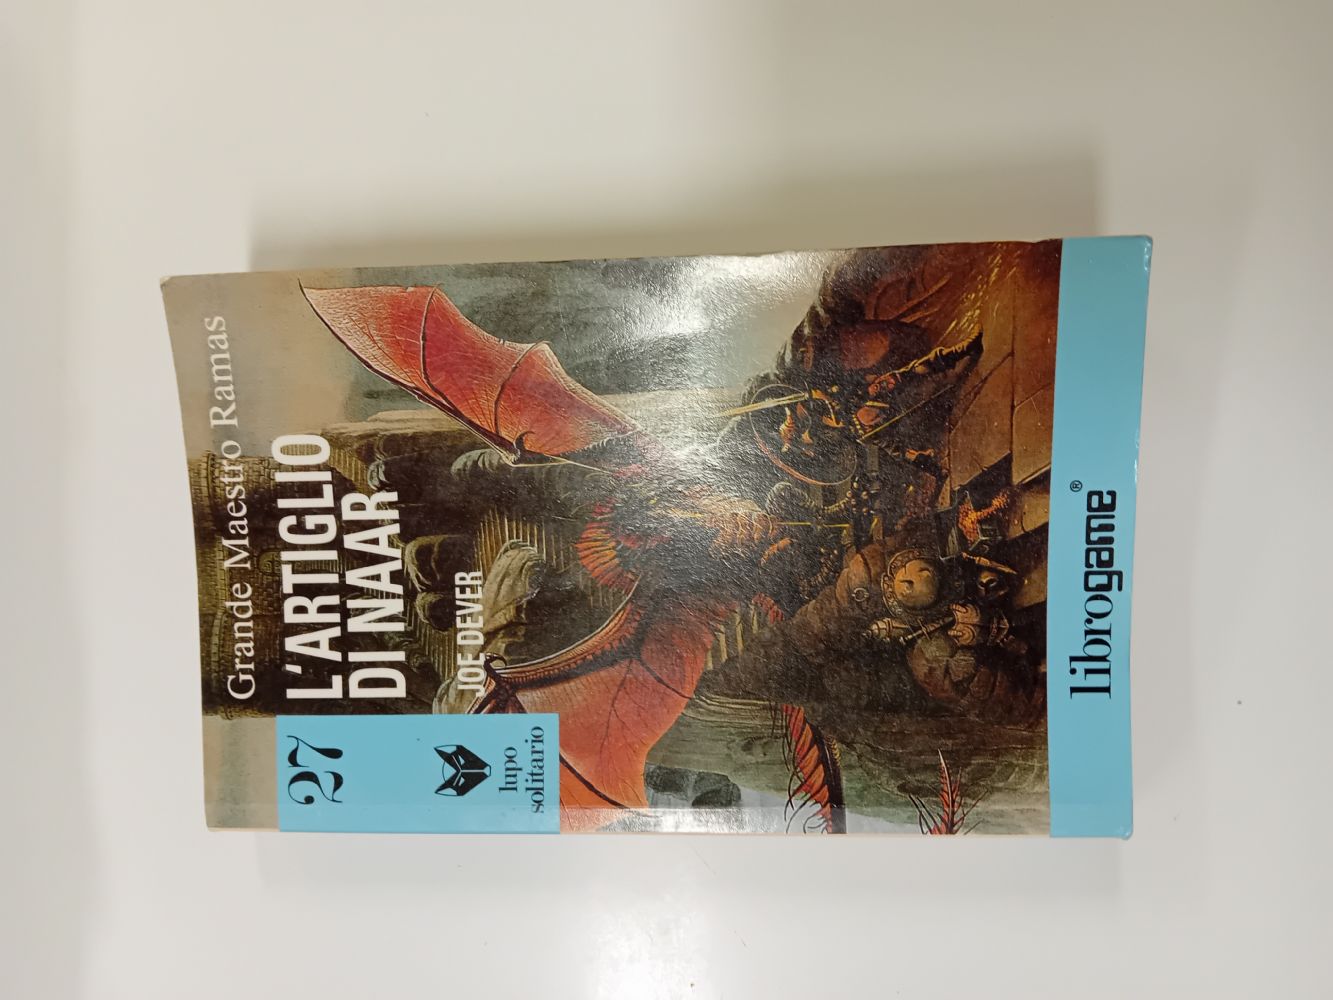 Grande Maestro Ramas
L'ARTIGLIO
DI NAAR
JOE DEVER
27
lupo
solitario
librogame®